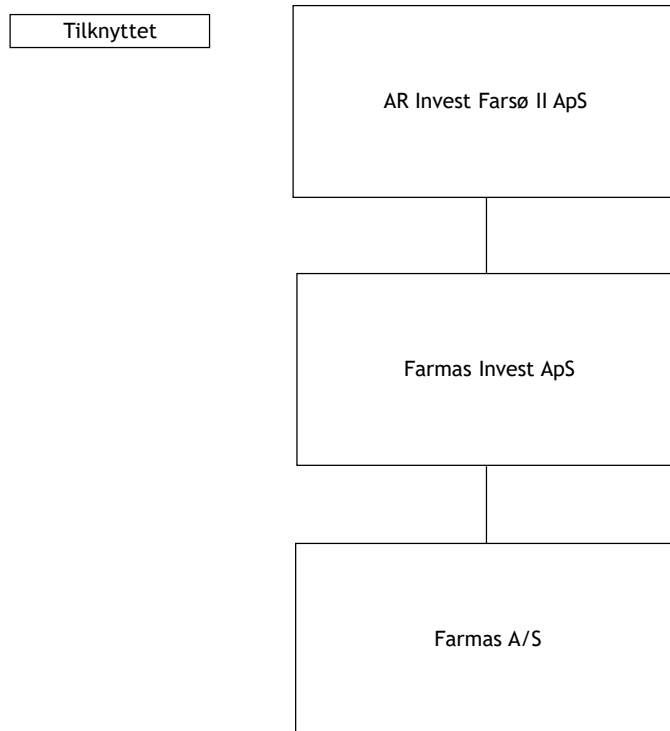 Tilknyttet
AR Invest Farsø II ApS
Farmas Invest ApS
Farmas A/S